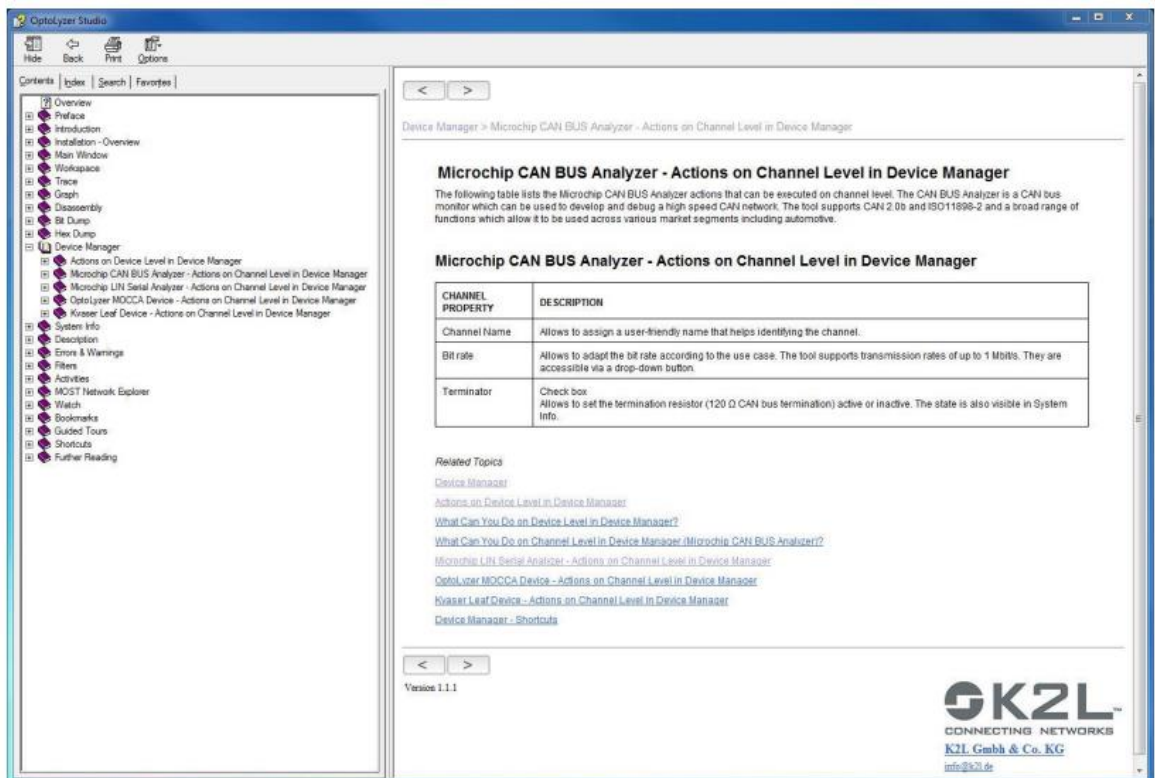 OptoLyzer Studio
Hide Back Print Options
Contents Index Search Favorites
Overview
Preface
Introduction
Installation - Overview
Main Window
Workspace
Trace
Graph
Disassembly
Bit Dump
Hex Dump
Device Manager
Actions on Device Level in Device Manager
Microchip CAN BUS Analyzer - Actions on Channel Level in Device Manager
Microchip LIN Serial Analyzer - Actions on Channel Level in Device Manager
OptoLyzer MOCCA Device - Actions on Channel Level in Device Manager
Kvaser Leaf Device - Actions on Channel Level in Device Manager
System Info
Description
Errors & Warnings
Filters
Activities
MOST Network Explorer
Watch
Bookmarks
Guided Tours
Shortcuts
Further Reading
< >
Device Manager > Microchip CAN BUS Analyzer - Actions on Channel Level in Device Manager
Microchip CAN BUS Analyzer - Actions on Channel Level in Device Manager
The following table lists the Microchip CAN BUS Analyzer actions that can be executed on channel level. The CAN BUS Analyzer is a CAN bus
monitor which can be used to develop and debug a high speed CAN network. The tool supports CAN 2.0b and ISO11898-2 and a broad range of
functions which allow it to be used across various market segments including automotive.
Microchip CAN BUS Analyzer - Actions on Channel Level in Device Manager
CHANNEL
PROPERTY
DESCRIPTION
Channel Name
Allows to assign a user-friendly name that helps identifying the channel.
Bit rate
Allows to adapt the bit rate according to the use case. The tool supports transmission rates of up to 1 Mbit/s. They are
accessible via a drop-down button.
Terminator
Check box
Allows to set the termination resistor (120 Ω CAN bus termination) active or inactive. The state is also visible in System
Info.
Related Topics
Device Manager
Actions on Device Level in Device Manager
What Can You Do on Device Level in Device Manager?
What Can You Do on Channel Level in Device Manager (Microchip CAN BUS Analyzer)?
Microchip LIN Serial Analyzer - Actions on Channel Level in Device Manager
OptoLyzer MOCCA Device - Actions on Channel Level in Device Manager
Kvaser Leaf Device - Actions on Channel Level in Device Manager
Device Manager - Shortcuts
< >
Version 1.1.1
K2L™
CONNECTING NETWORKS
K2L Gmbh & Co. KG
info@k2l.de